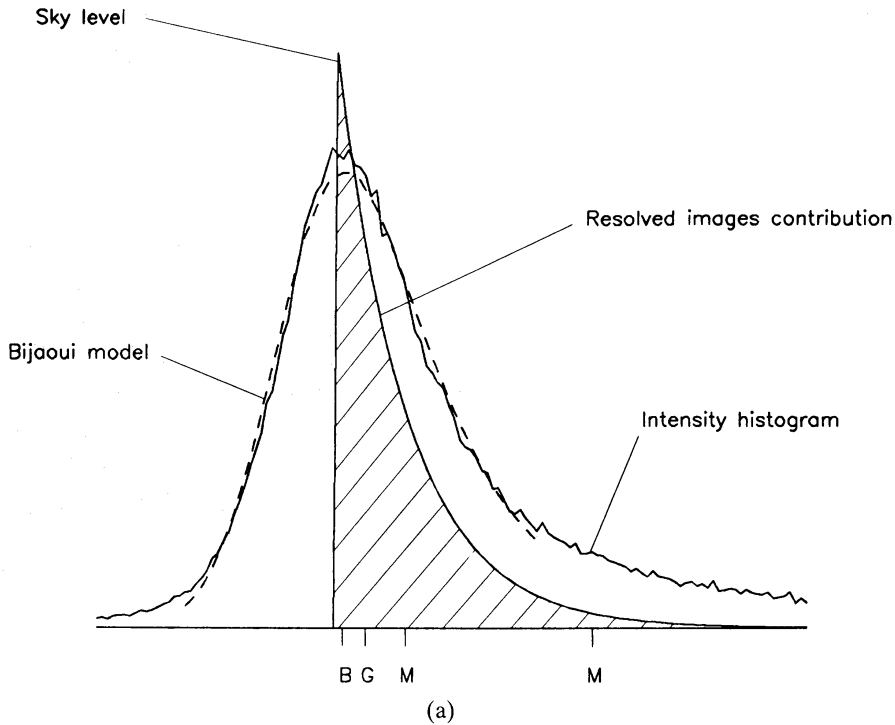 Sky level
Resolved images contribution
Bijaoui model
Intensity histogram
B G M M
(a)